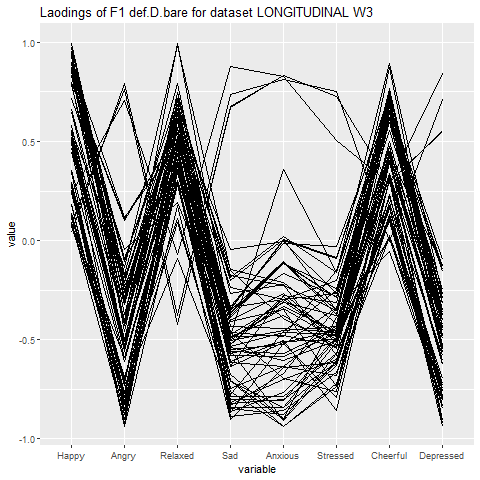 Laodings of F1 def.D.bare for dataset LONGITUDINAL W3
1.0
0.5
0.0
-0.5
-1.0
value
Happy Angry Relaxed Sad Anxious Stressed Cheerful Depressed
variable